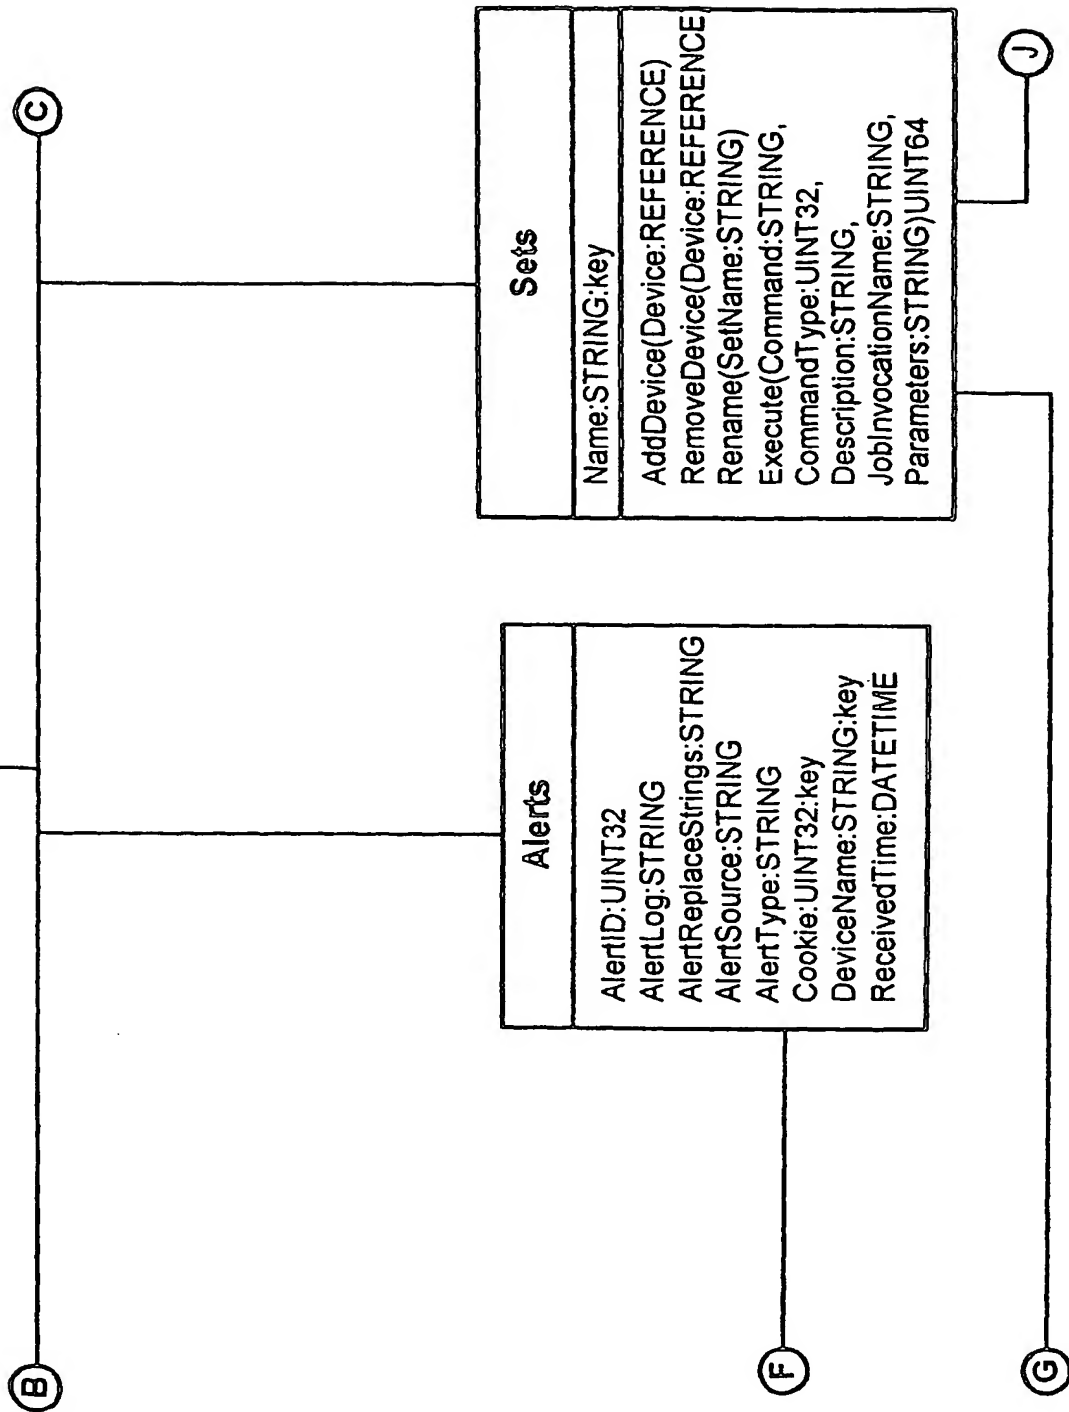 B
C
Alerts
AlertID:UINT32
AlertLog:STRING
AlertReplaceStrings:STRING
AlertSource:STRING
AlertType:STRING
Cookie:UINT32:key
DeviceName:STRING:key
ReceivedTime:DATETIME
Sets
Name:STRING:key
AddDevice(Device:REFERENCE)
RemoveDevice(Device:REFERENCE
Rename(SetName:STRING)
Execute(Command:STRING,
CommandType:UINT32,
Description:STRING,
JobInvocationName:STRING,
Parameters:STRING)UINT64
F
G
J